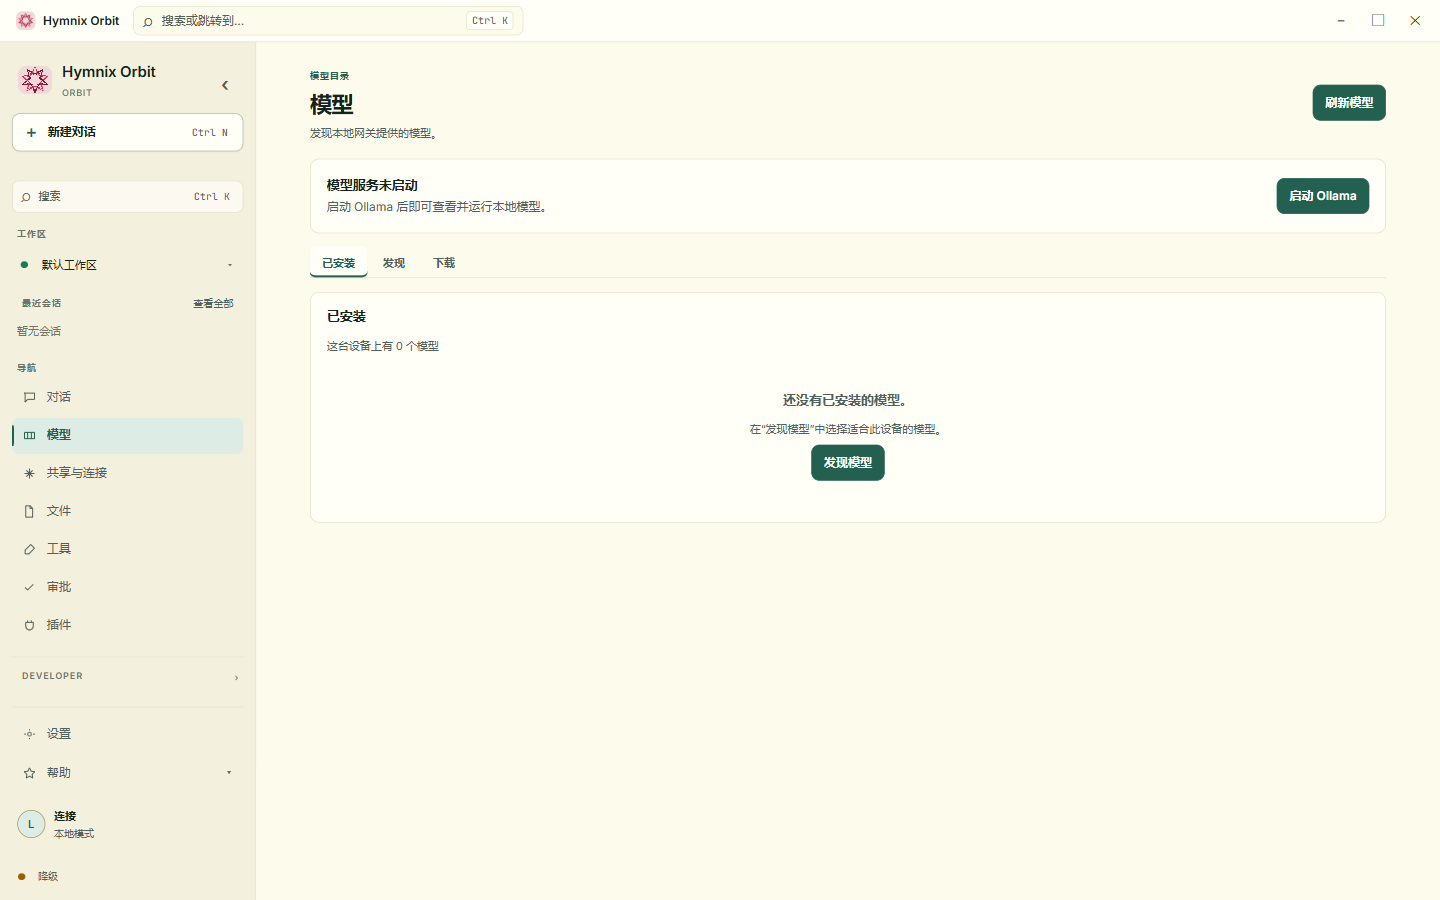 Hymnix Orbit
搜索或跳转到... Ctrl K
Hymnix Orbit
ORBIT
新建对话 Ctrl N
搜索 Ctrl K
工作区
默认工作区
最近会话 查看全部
暂无会话
导航
对话
模型
共享与连接
文件
工具
审批
插件
DEVELOPER
设置
帮助
L
连接
本地模式
降级
模型目录
模型
发现本地网关提供的模型。
刷新模型
模型服务未启动
启动 Ollama 后即可查看并运行本地模型。
启动 Ollama
已安装 发现 下载
已安装
这台设备上有 0 个模型
还没有已安装的模型。
在“发现模型”中选择适合此设备的模型。
发现模型